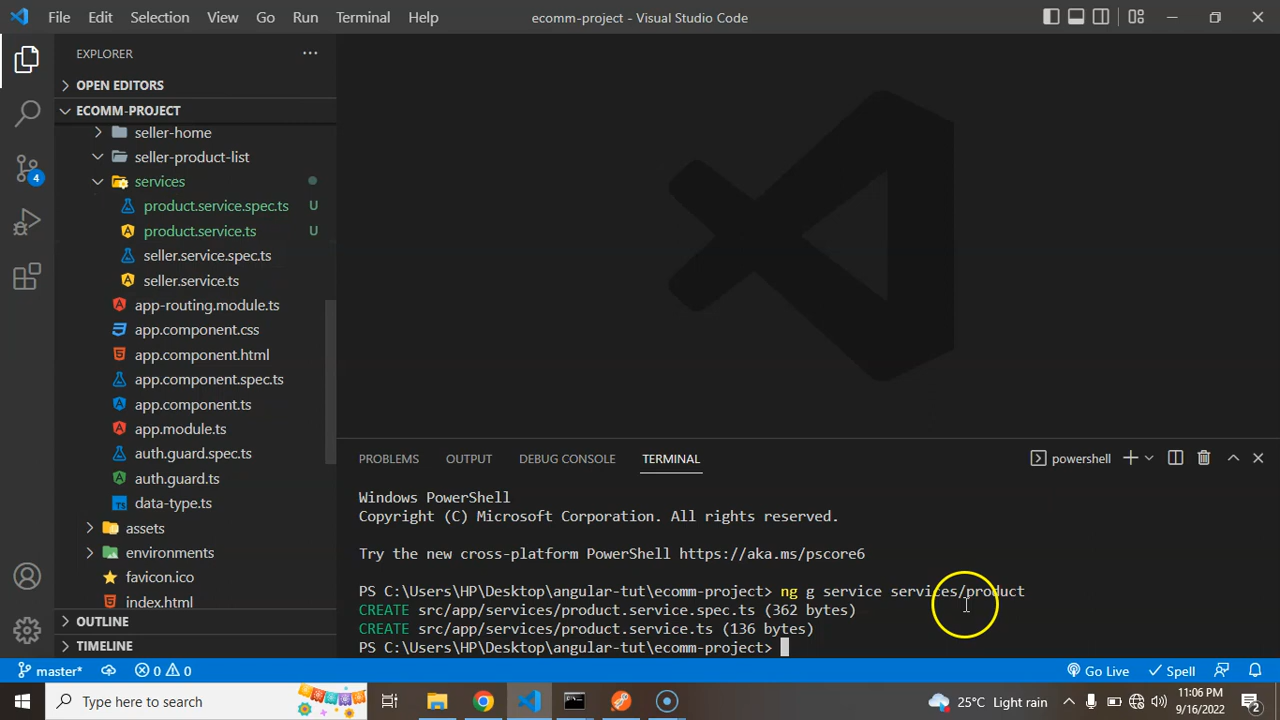 File Edit Selection View Go Run Terminal Help
ecomm-project - Visual Studio Code
EXPLORER
OPEN EDITORS
ECOMM-PROJECT
seller-home
seller-product-list
services
product.service.spec.ts U
product.service.ts U
seller.service.spec.ts
seller.service.ts
app-routing.module.ts
app.component.css
app.component.html
app.component.spec.ts
app.component.ts
app.module.ts
auth.guard.spec.ts
auth.guard.ts
data-type.ts
assets
environments
favicon.ico
index.html
OUTLINE
TIMELINE
4
PROBLEMS OUTPUT DEBUG CONSOLE TERMINAL
powershell
Windows PowerShell
Copyright (C) Microsoft Corporation. All rights reserved.
Try the new cross-platform PowerShell https://aka.ms/pscore6
PS C:\Users\HP\Desktop\angular-tut\ecomm-project> ng g service services/product
CREATE src/app/services/product.service.spec.ts (362 bytes)
CREATE src/app/services/product.service.ts (136 bytes)
PS C:\Users\HP\Desktop\angular-tut\ecomm-project>
master* 0 0 Go Live Spell
Type here to search
25°C Light rain
11:06 PM
9/16/2022
2